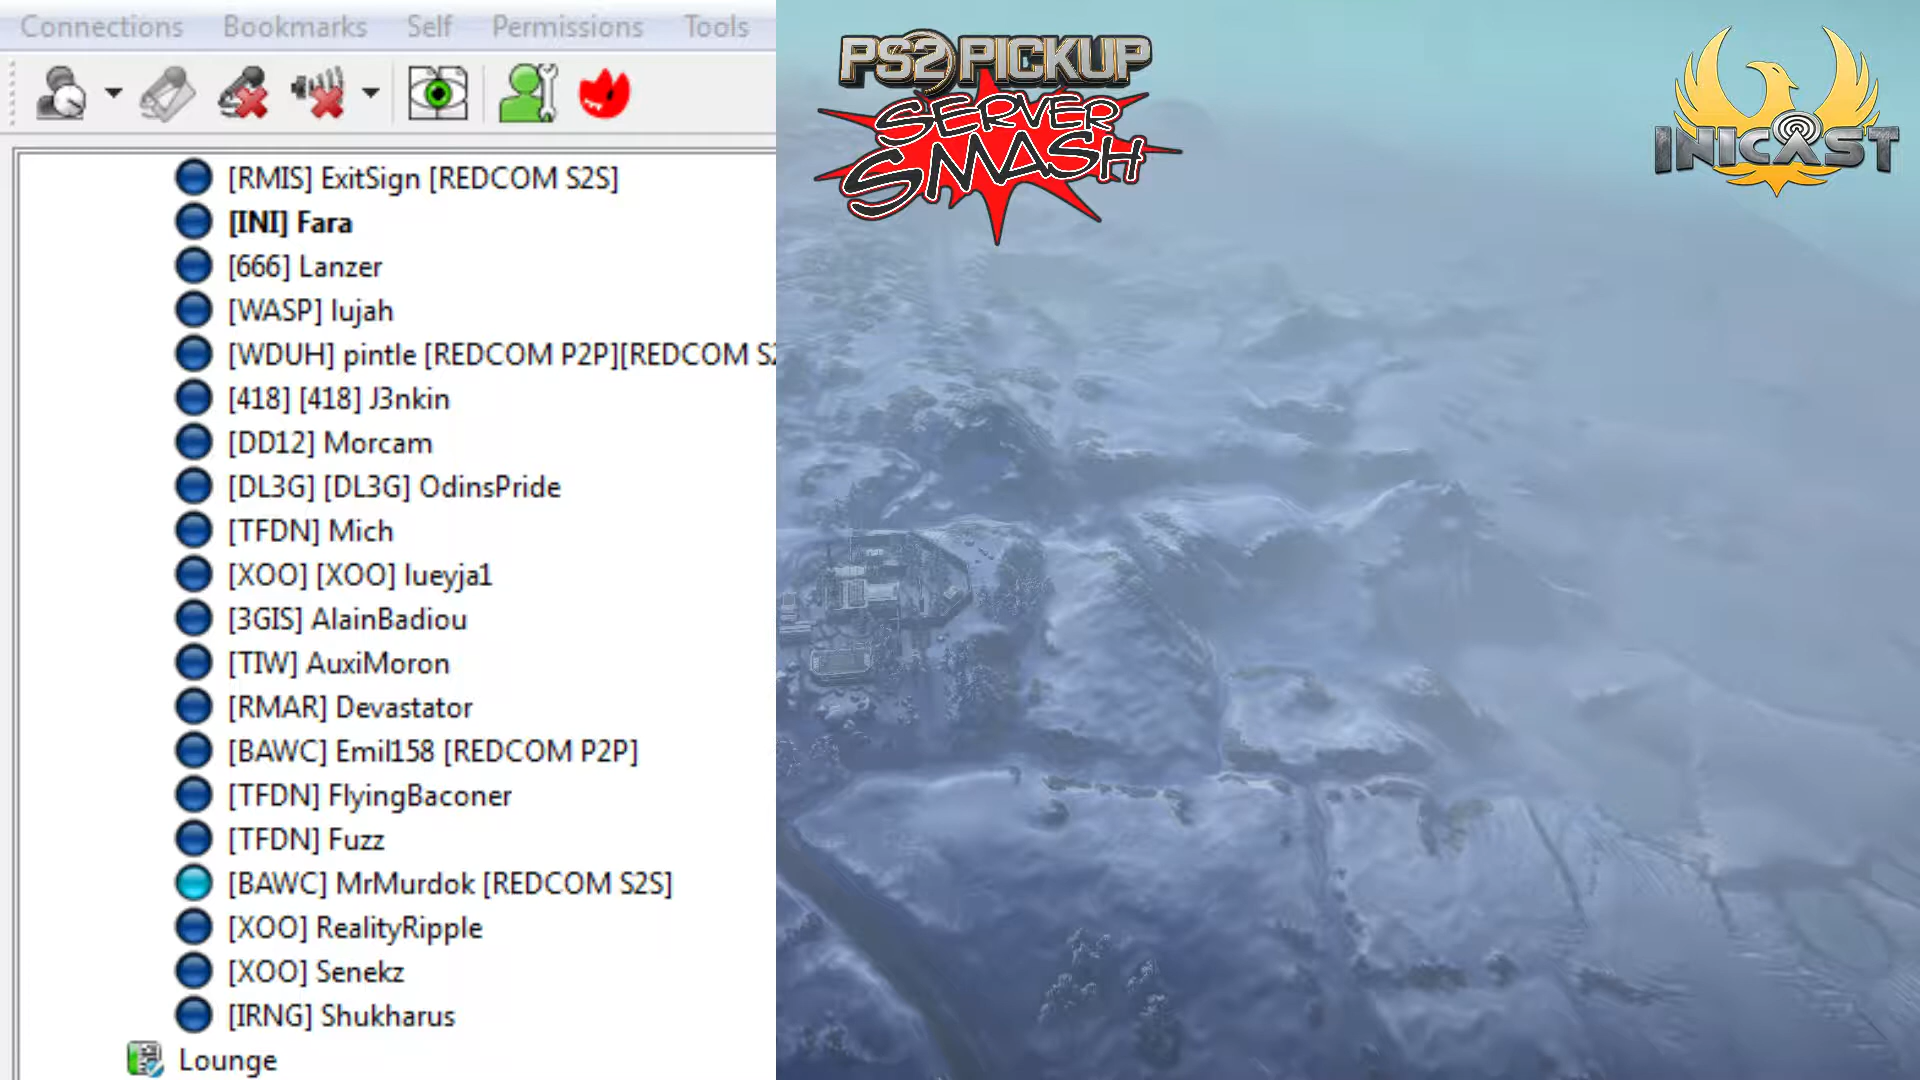 Connections Bookmarks Self Permissions Tools
[RMIS] ExitSign [REDCOM S2S]
[INI] Fara
[666] Lanzer
[WASP] lujah
[WDUH] pintle [REDCOM P2P][REDCOM S2
[418] [418] J3nkin
[DD12] Morcam
[DL3G] [DL3G] OdinsPride
[TFDN] Mich
[XOO] [XOO] lueyja1
[3GIS] AlainBadiou
[TIW] AuxiMoron
[RMAR] Devastator
[BAWC] Emil158 [REDCOM P2P]
[TFDN] FlyingBaconer
[TFDN] Fuzz
[BAWC] MrMurdok [REDCOM S2S]
[XOO] RealityRipple
[XOO] Senekz
[IRNG] Shukharus
Lounge
PS2 PICKUP
SERVER
SMASH
INICAST